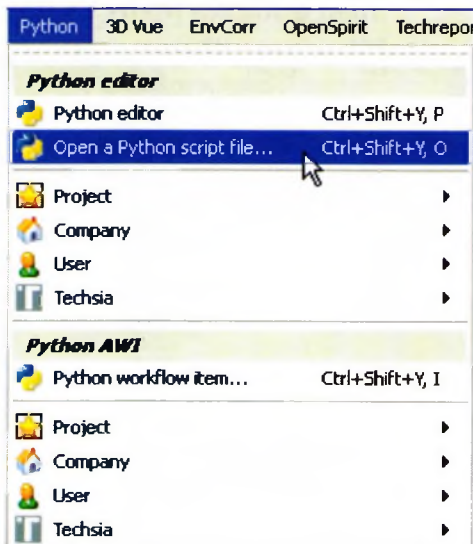 Python 3D Vue EnvCorr OpenSpirit Techrepor
Python editor
Python editor Ctrl+Shift+Y, P
Open a Python script file... Ctrl+Shift+Y, O
Project
Company
User
Techsia
Python AWI
Python workflow item... Ctrl+Shift+Y, I
Project
Company
User
Techsia